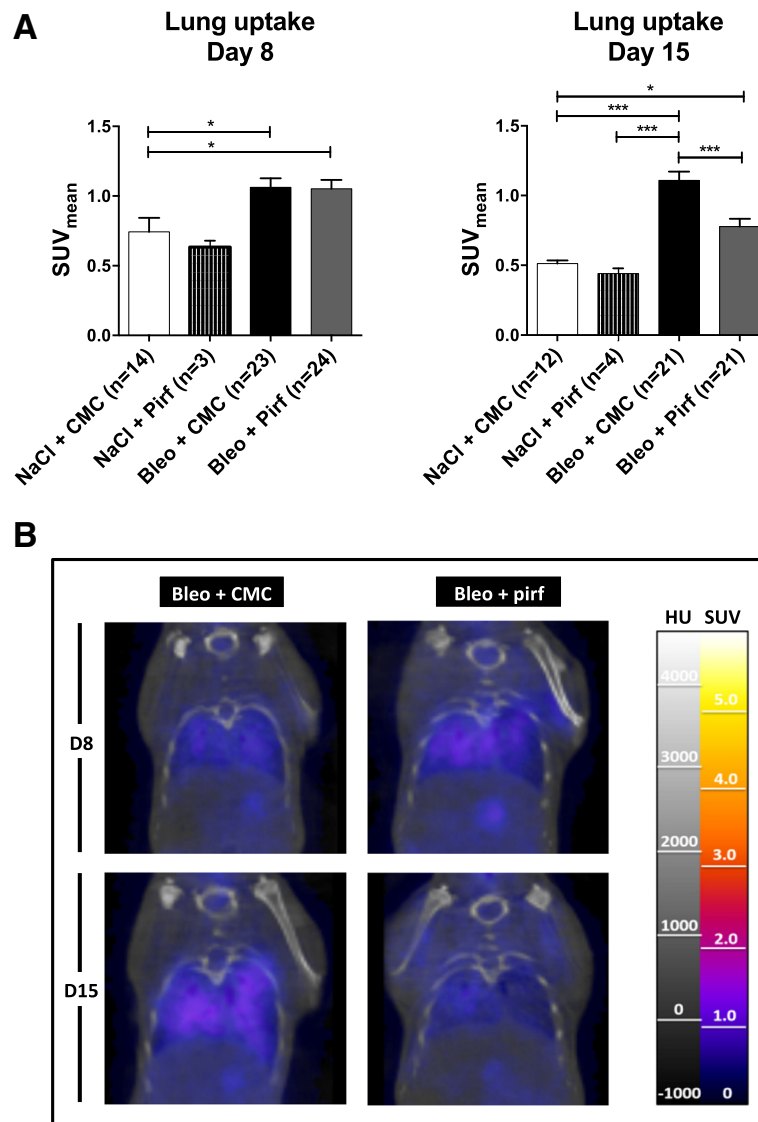 A
Lung uptake
Day 8
*
*
SUVmean
1.5
1.0
0.5
0.0
NaCl + CMC (n=14)
NaCl + Pirf (n=3)
Bleo + CMC (n=23)
Bleo + Pirf (n=24)
Lung uptake
Day 15
*
***
***
***
SUVmean
1.5
1.0
0.5
0.0
NaCl + CMC (n=12)
NaCl + Pirf (n=4)
Bleo + CMC (n=21)
Bleo + Pirf (n=21)
B
Bleo + CMC
Bleo + pirf
D8
D15
HU SUV
4000
3000
2000
1000
0
-1000
5.0
4.0
3.0
2.0
1.0
0